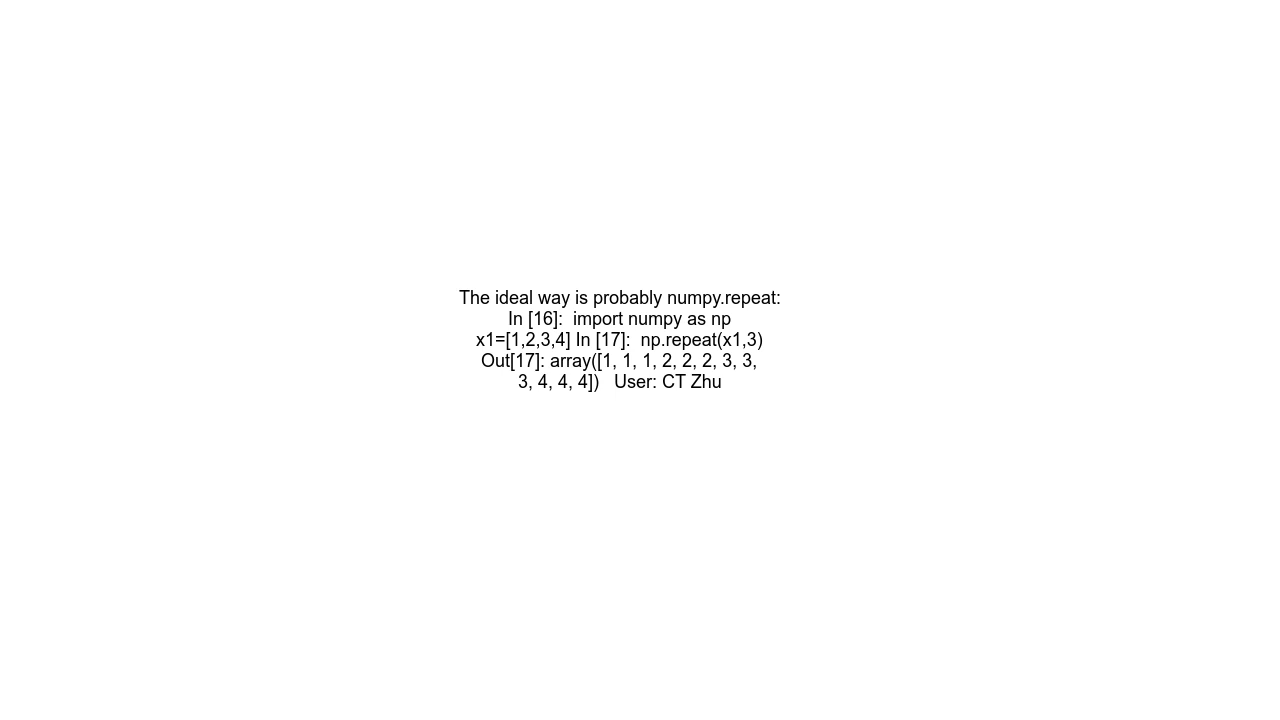 The ideal way is probably numpy.repeat:
In [16]:  import numpy as np
x1=[1,2,3,4] In [17]:  np.repeat(x1,3)
Out[17]: array([1, 1, 1, 2, 2, 2, 3, 3,
3, 4, 4, 4])   User: CT Zhu